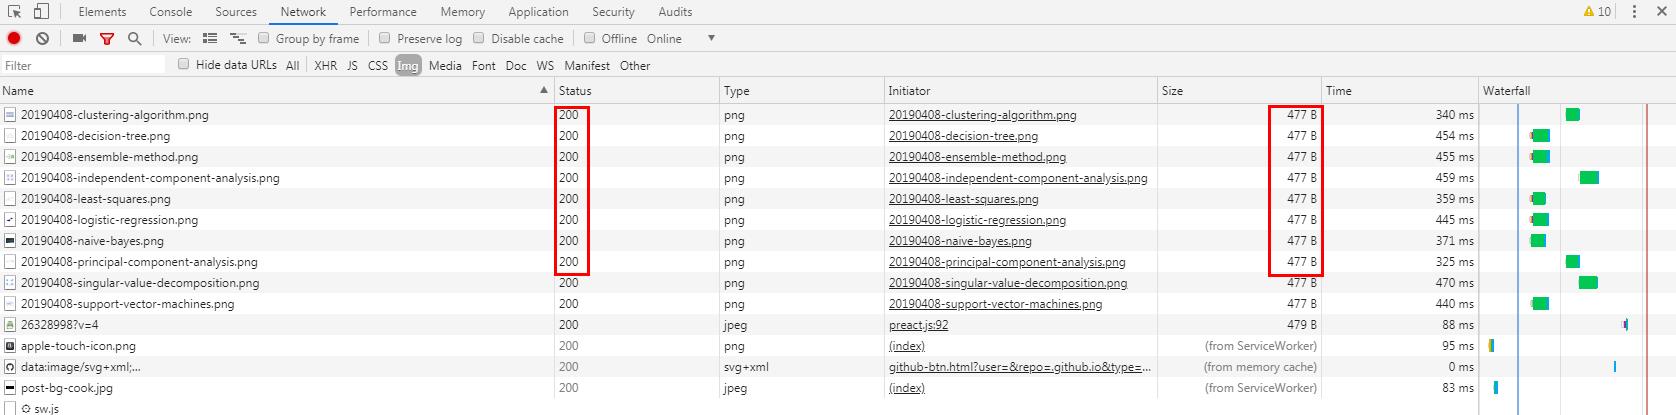 Elements Console Sources Network Performance Memory Application Security Audits 10
View: Group by frame Preserve log Disable cache Offline Online
Filter Hide data URLs All XHR JS CSS Img Media Font Doc WS Manifest Other
Name Status Type Initiator Size Time Waterfall
20190408-clustering-algorithm.png 200 png 20190408-clustering-algorithm.png 477 B 340 ms
20190408-decision-tree.png 200 png 20190408-decision-tree.png 477 B 454 ms
20190408-ensemble-method.png 200 png 20190408-ensemble-method.png 477 B 455 ms
20190408-independent-component-analysis.png 200 png 20190408-independent-component-analysis.png 477 B 459 ms
20190408-least-squares.png 200 png 20190408-least-squares.png 477 B 359 ms
20190408-logistic-regression.png 200 png 20190408-logistic-regression.png 477 B 445 ms
20190408-naive-bayes.png 200 png 20190408-naive-bayes.png 477 B 371 ms
20190408-principal-component-analysis.png 200 png 20190408-principal-component-analysis.png 477 B 325 ms
20190408-singular-value-decomposition.png 200 png 20190408-singular-value-decomposition.png 477 B 470 ms
20190408-support-vector-machines.png 200 png 20190408-support-vector-machines.png 477 B 440 ms
26328998?v=4 200 jpeg preact.js:92 479 B 88 ms
apple-touch-icon.png 200 png (index) (from ServiceWorker) 95 ms
data:image/svg+xml;... 200 svg+xml github-btn.html?user=&repo=.github.io&type=... (from memory cache) 0 ms
post-bg-cook.jpg 200 jpeg (index) (from ServiceWorker) 83 ms
sw.js